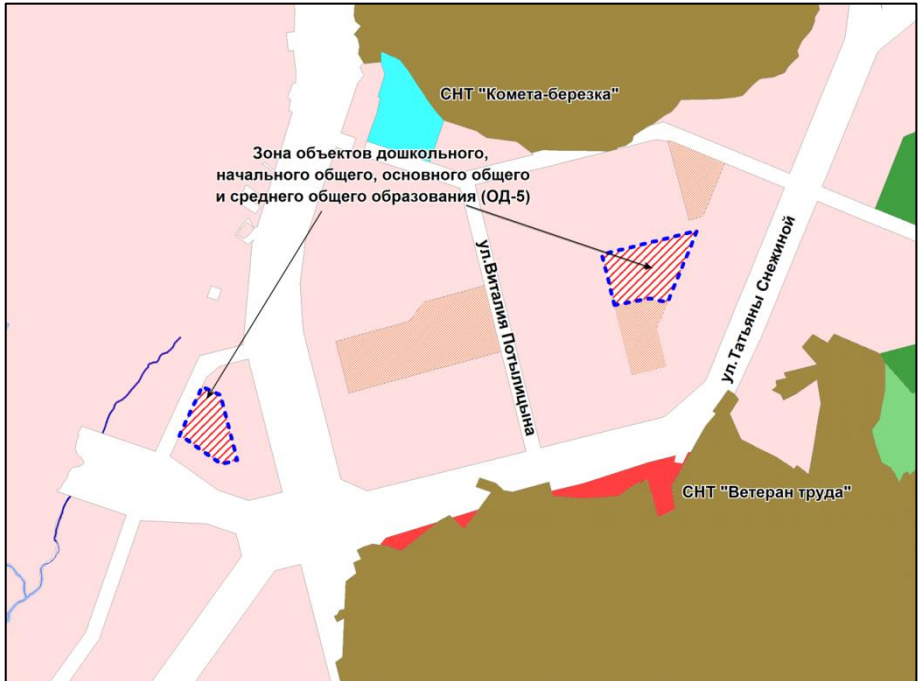 СНТ "Комета-березка"
Зона объектов дошкольного,
начального общего, основного общего
и среднего общего образования (ОД-5)
ул.Виталия Потылицына
ул.Татьяны Снежиной
СНТ "Ветеран труда"